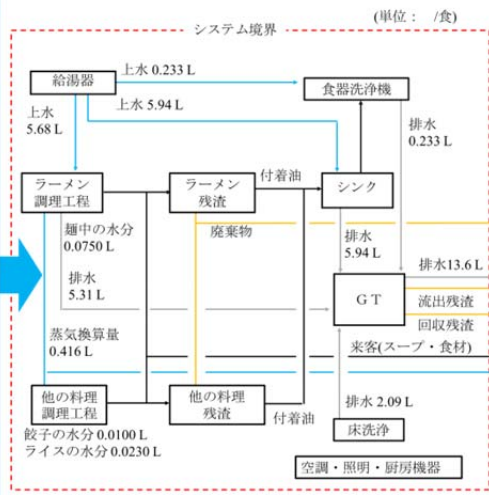 (単位： /食)
システム境界
給湯器
上水 0.233 L
食器洗浄機
上水
5.68 L
上水 5.94 L
排水
0.233 L
ラーメン
調理工程
ラーメン
残渣
付着油
シンク
麺中の水分
0.0750 L
廃棄物
排水
5.94 L
排水
5.31 L
GT
排水13.6 L
流出残渣
回収残渣
蒸気換算量
0.416 L
来客(スープ・食材)
他の料理
調理工程
他の料理
残渣
付着油
排水 2.09 L
床洗浄
餃子の水分 0.0100 L
ライスの水分 0.0230 L
空調・照明・厨房機器